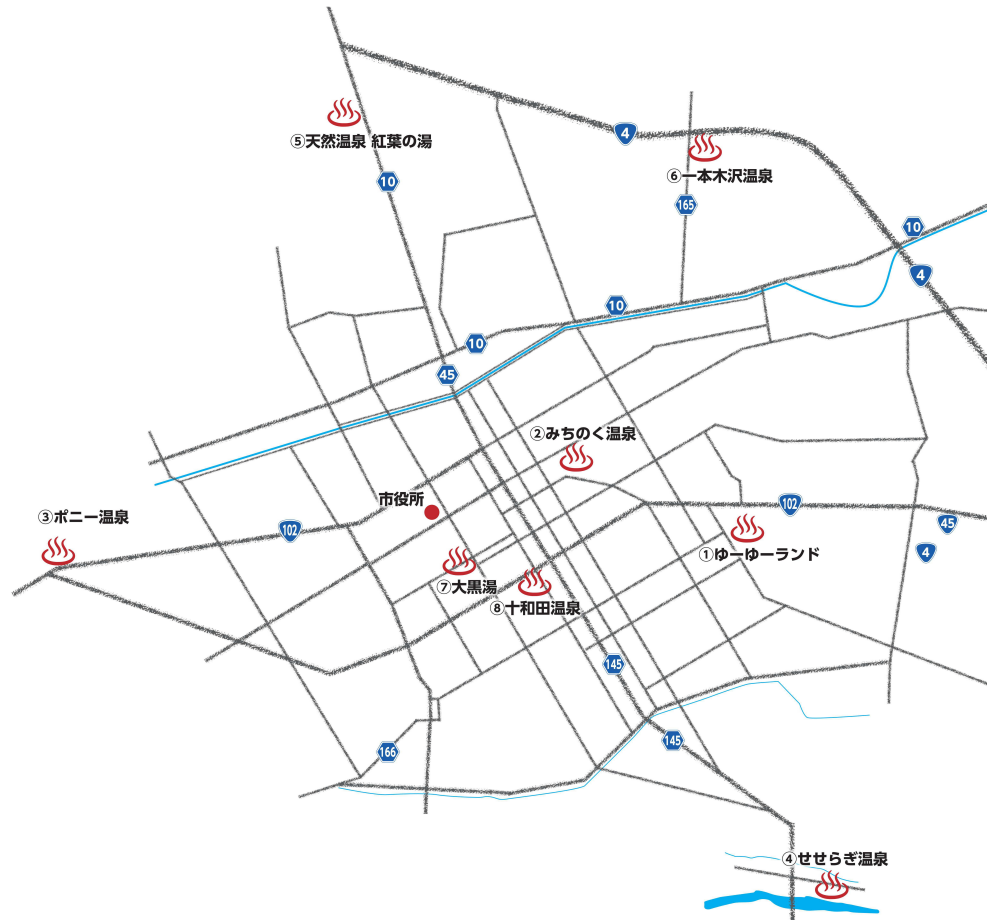 ⑤天然温泉 紅葉の湯
4
⑥一本木沢温泉
10
165
10
4
10
10
45
②みちのく温泉
市役所
③ポニー温泉
102
102
45
4
①ゆーゆーランド
⑦大黒湯
⑧十和田温泉
145
145
166
④せせらぎ温泉